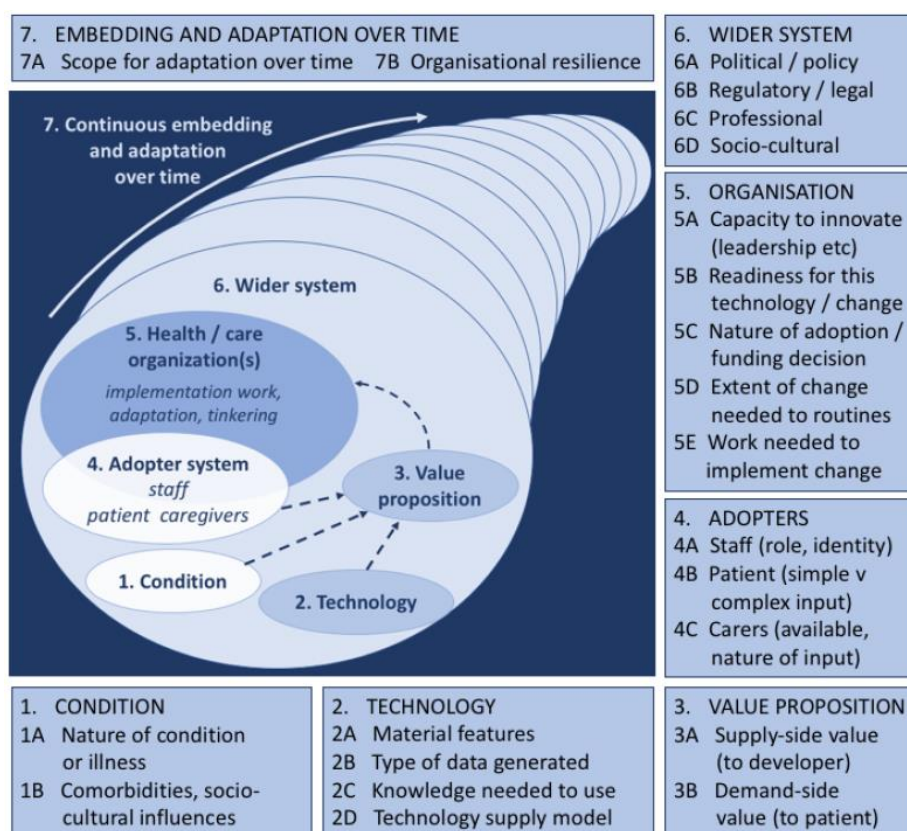 7. EMBEDDING AND ADAPTATION OVER TIME
7A Scope for adaptation over time 7B Organisational resilience
6. WIDER SYSTEM
6A Political / policy
6B Regulatory / legal
6C Professional
6D Socio-cultural
7. Continuous embedding
and adaptation
over time
6. Wider system
5. Health / care
organization(s)
implementation work,
adaptation, tinkering
4. Adopter system
staff
patient caregivers
3. Value
proposition
1. Condition
2. Technology
5. ORGANISATION
5A Capacity to innovate
(leadership etc)
5B Readiness for this
technology / change
5C Nature of adoption /
funding decision
5D Extent of change
needed to routines
5E Work needed to
implement change
4. ADOPTERS
4A Staff (role, identity)
4B Patient (simple v
complex input)
4C Carers (available,
nature of input)
1. CONDITION
1A Nature of condition
or illness
1B Comorbidities, socio-
cultural influences
2. TECHNOLOGY
2A Material features
2B Type of data generated
2C Knowledge needed to use
2D Technology supply model
3. VALUE PROPOSITION
3A Supply-side value
(to developer)
3B Demand-side
value (to patient)